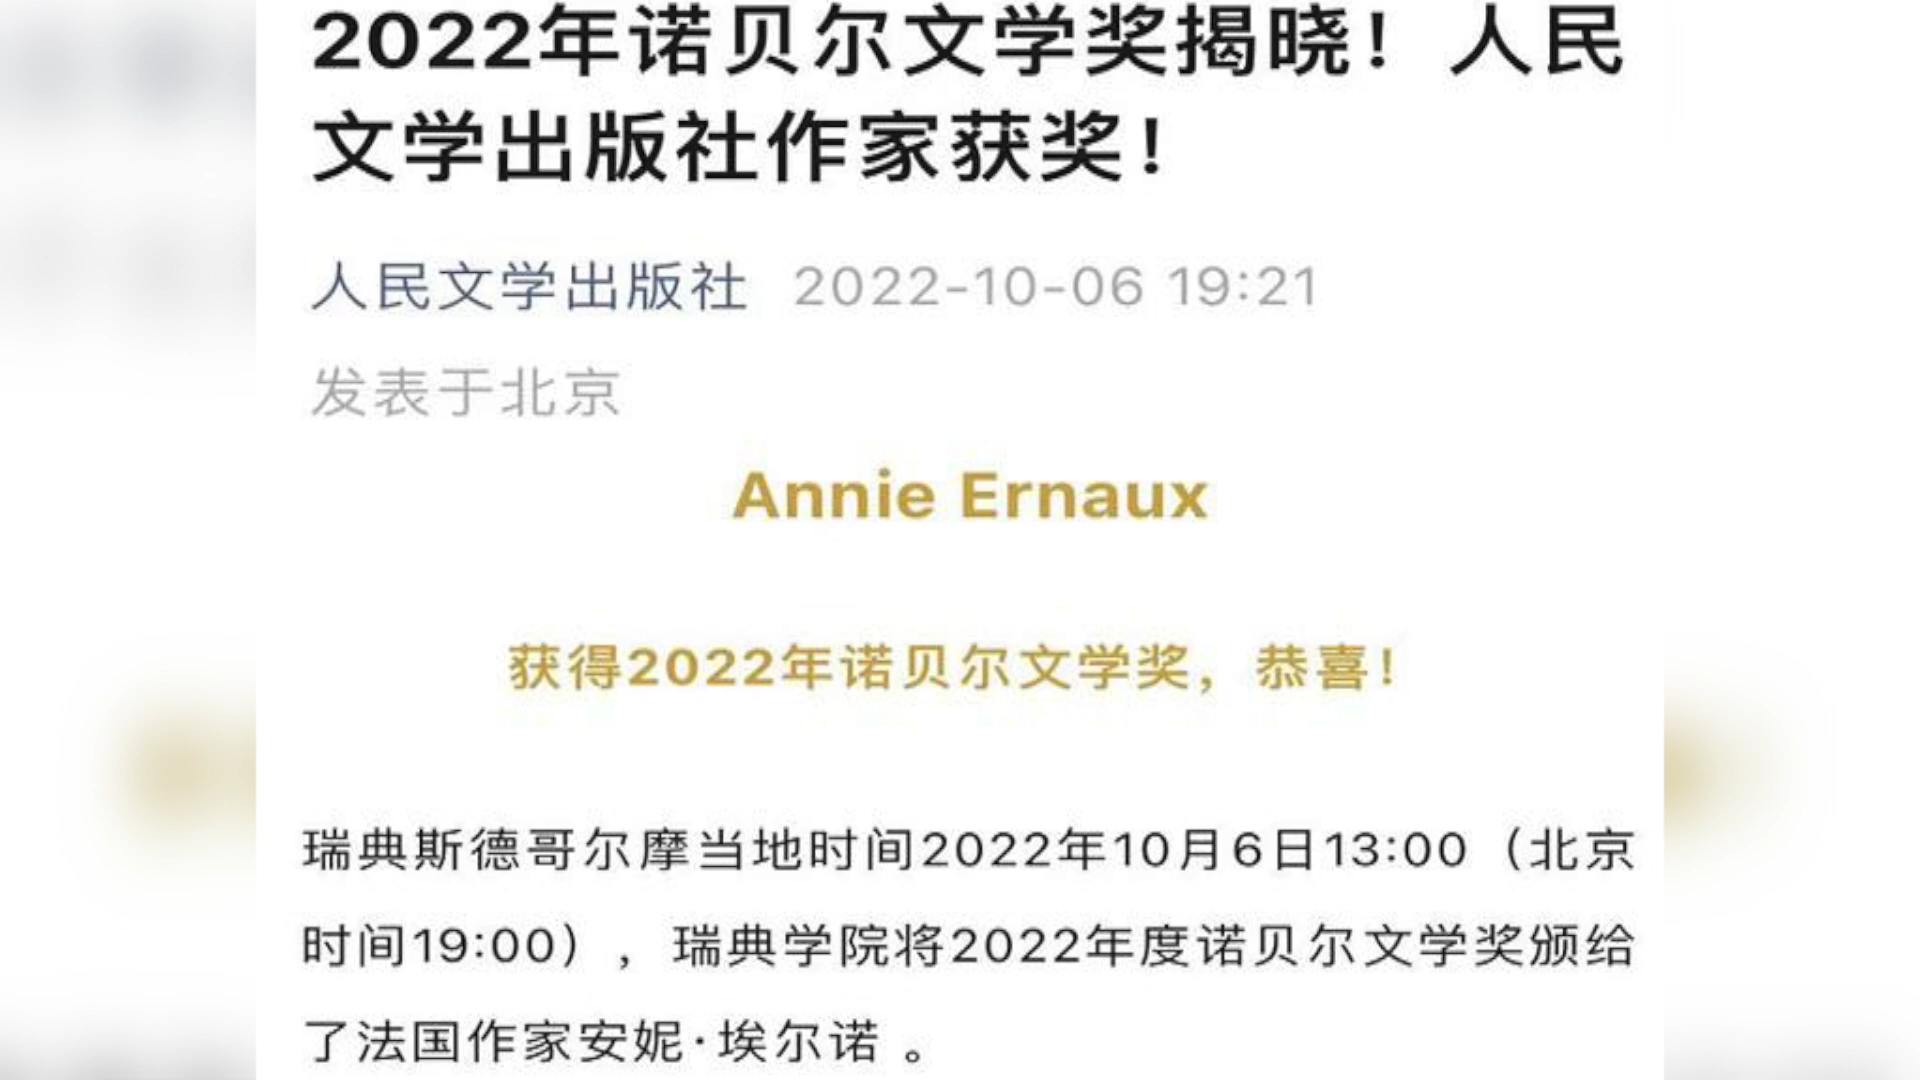 2022年诺贝尔文学奖揭晓！人民
文学出版社作家获奖！
人民文学出版社 2022-10-06 19:21
发表于北京
Annie Ernaux
获得2022年诺贝尔文学奖，恭喜！
瑞典斯德哥尔摩当地时间2022年10月6日13:00（北京
时间19:00），瑞典学院将2022年度诺贝尔文学奖颁给
了法国作家安妮·埃尔诺 。